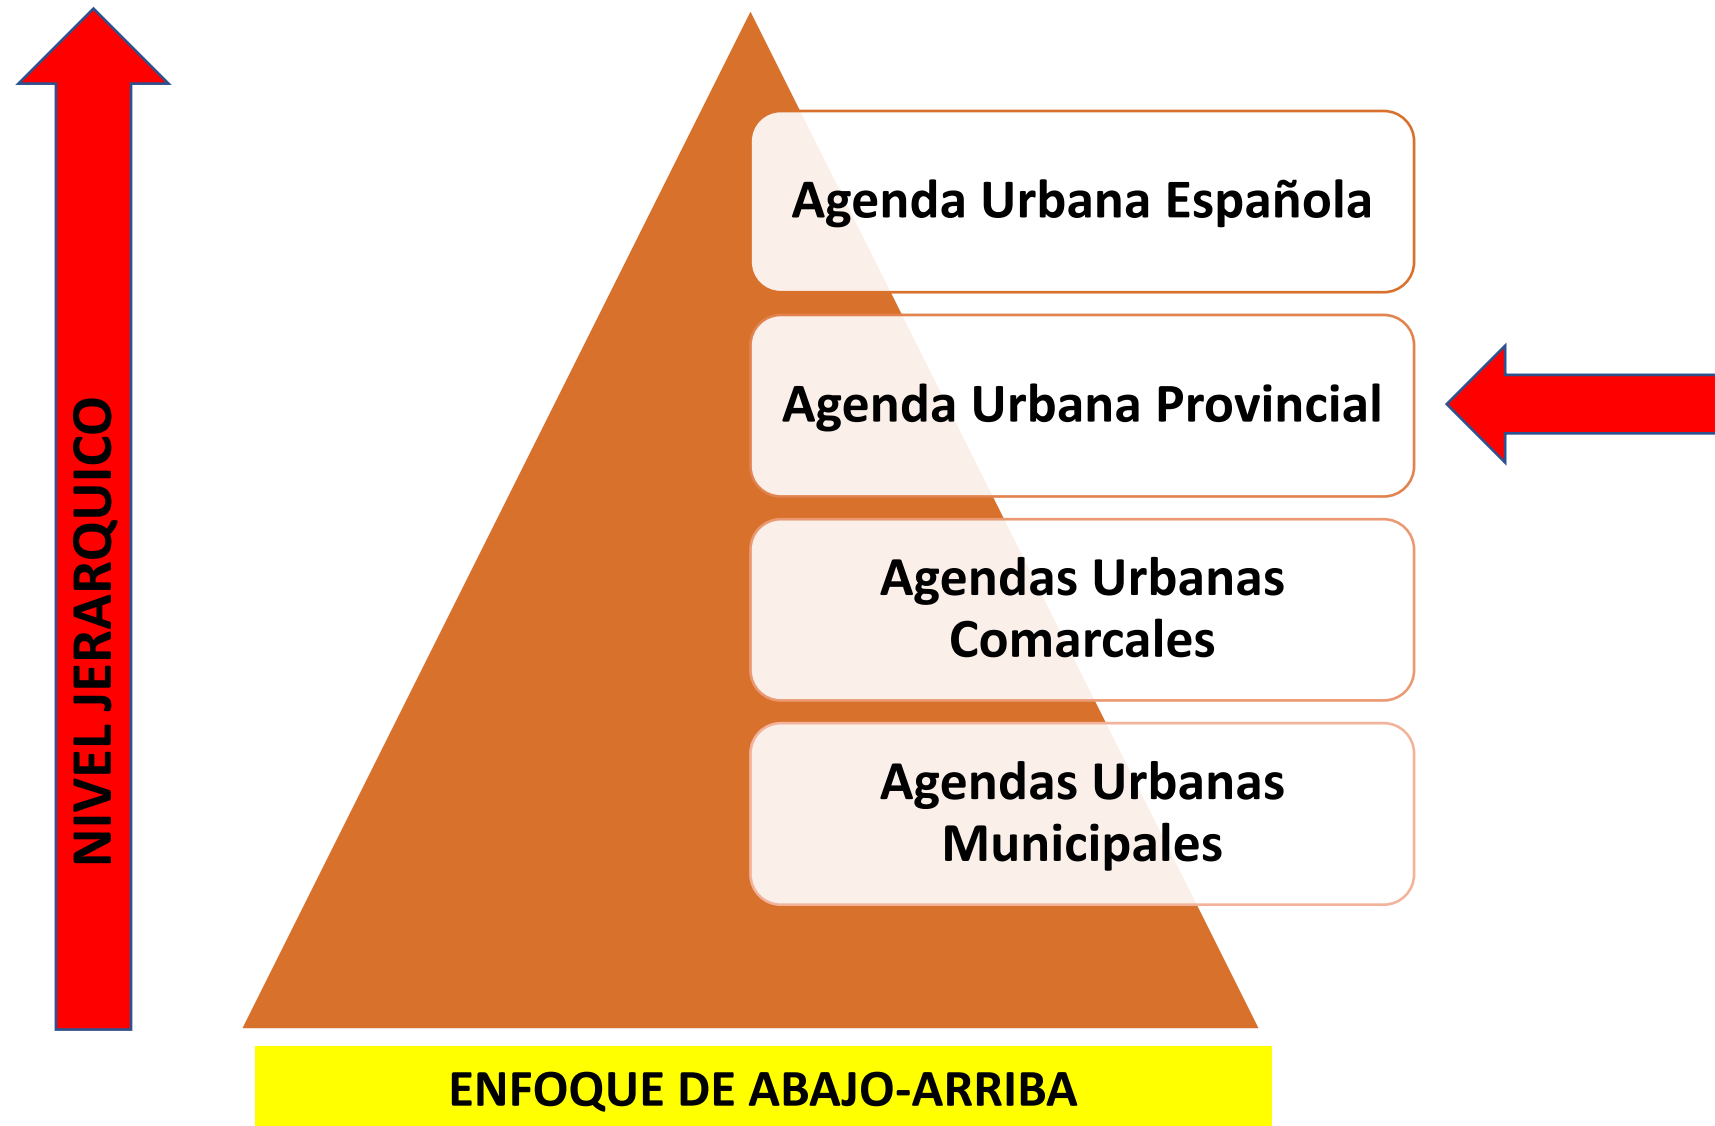 NIVEL JERARQUICO
Agenda Urbana Española
Agenda Urbana Provincial
Agendas Urbanas
Comarcales
Agendas Urbanas
Municipales
ENFOQUE DE ABAJO-ARRIBA